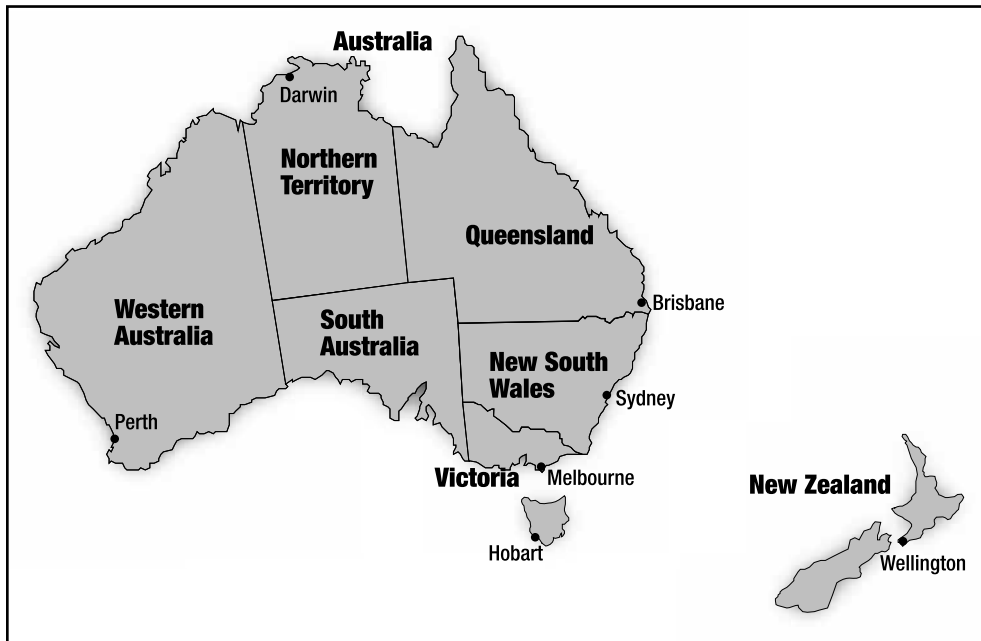 Australia
Darwin
Northern
Territory
Queensland
Brisbane
Western
Australia
South
Australia
New South
Wales
Sydney
Perth
Victoria
Melbourne
New Zealand
Hobart
Wellington